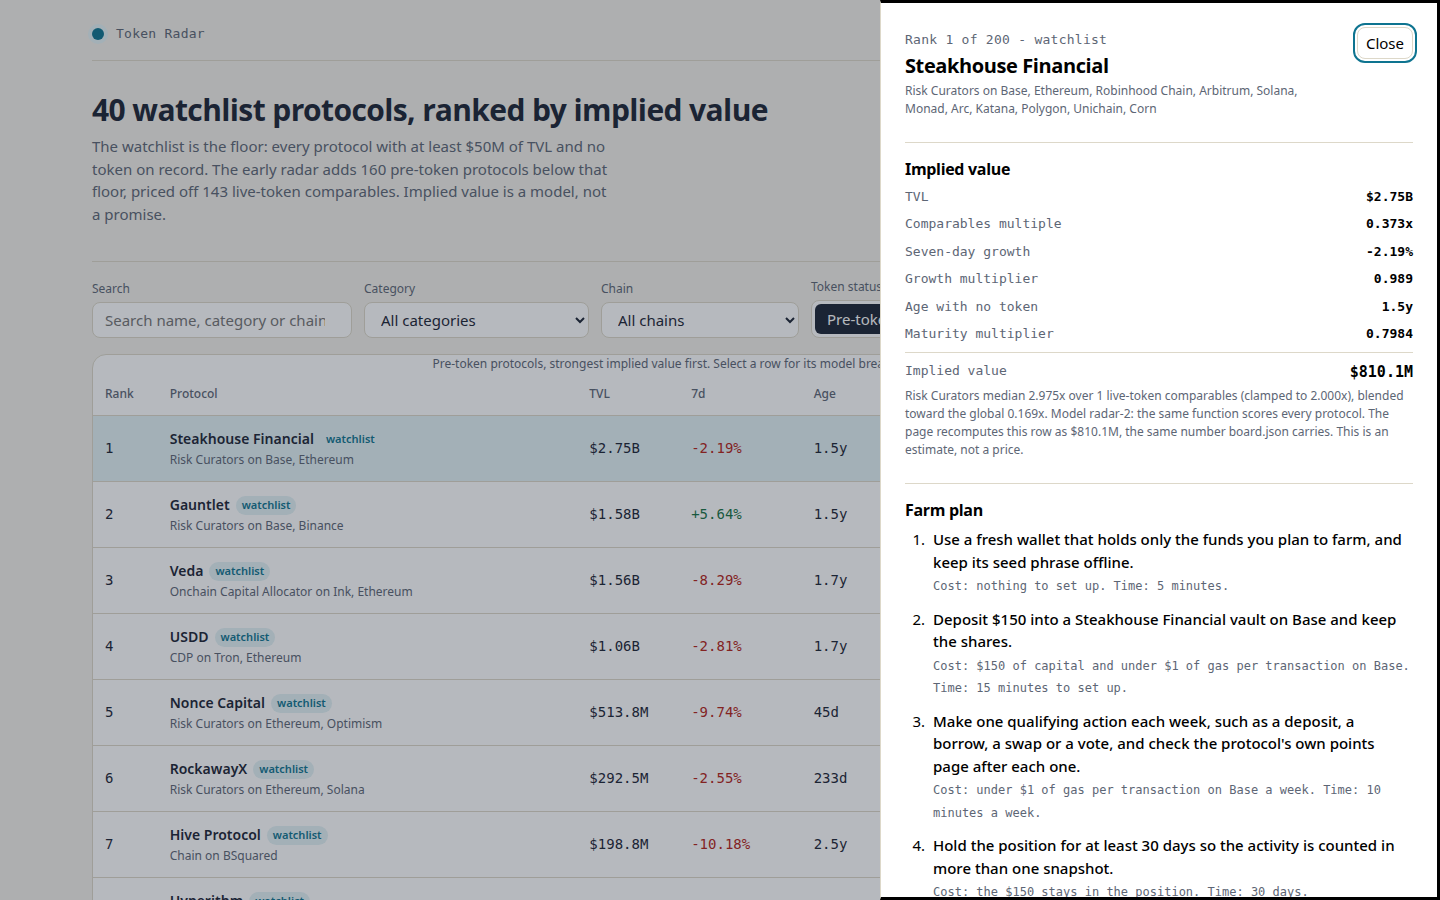 Token Radar
40 watchlist protocols, ranked by implied value
The watchlist is the floor: every protocol with at least $50M of TVL and no
token on record. The early radar adds 160 pre-token protocols below that
floor, priced off 143 live-token comparables. Implied value is a model, not
a promise.
Search
Category
Chain
Token status
Search name, category or chain
All categories
All chains
Pre-tok
Pre-token protocols, strongest implied value first. Select a row for its model brea
Rank Protocol TVL 7d Age
1 Steakhouse Financial watchlist $2.75B -2.19% 1.5y
Risk Curators on Base, Ethereum
2 Gauntlet watchlist $1.58B +5.64% 1.5y
Risk Curators on Base, Binance
3 Veda watchlist $1.56B -8.29% 1.7y
Onchain Capital Allocator on Ink, Ethereum
4 USDD watchlist $1.06B -2.81% 1.7y
CDP on Tron, Ethereum
5 Nonce Capital watchlist $513.8M -9.74% 45d
Risk Curators on Ethereum, Optimism
6 RockawayX watchlist $292.5M -2.55% 233d
Risk Curators on Ethereum, Solana
7 Hive Protocol watchlist $198.8M -10.18% 2.5y
Chain on BSquared
Hyperithm watchlist
Rank 1 of 200 - watchlist
Close
Steakhouse Financial
Risk Curators on Base, Ethereum, Robinhood Chain, Arbitrum, Solana,
Monad, Arc, Katana, Polygon, Unichain, Corn
Implied value
TVL $2.75B
Comparables multiple 0.373x
Seven-day growth -2.19%
Growth multiplier 0.989
Age with no token 1.5y
Maturity multiplier 0.7984
Implied value $810.1M
Risk Curators median 2.975x over 1 live-token comparables (clamped to 2.000x), blended
toward the global 0.169x. Model radar-2: the same function scores every protocol. The
page recomputes this row as $810.1M, the same number board.json carries. This is an
estimate, not a price.
Farm plan
1. Use a fresh wallet that holds only the funds you plan to farm, and
keep its seed phrase offline.
Cost: nothing to set up. Time: 5 minutes.
2. Deposit $150 into a Steakhouse Financial vault on Base and keep
the shares.
Cost: $150 of capital and under $1 of gas per transaction on Base.
Time: 15 minutes to set up.
3. Make one qualifying action each week, such as a deposit, a
borrow, a swap or a vote, and check the protocol's own points
page after each one.
Cost: under $1 of gas per transaction on Base a week. Time: 10
minutes a week.
4. Hold the position for at least 30 days so the activity is counted in
more than one snapshot.
Cost: the $150 stays in the position. Time: 30 days.